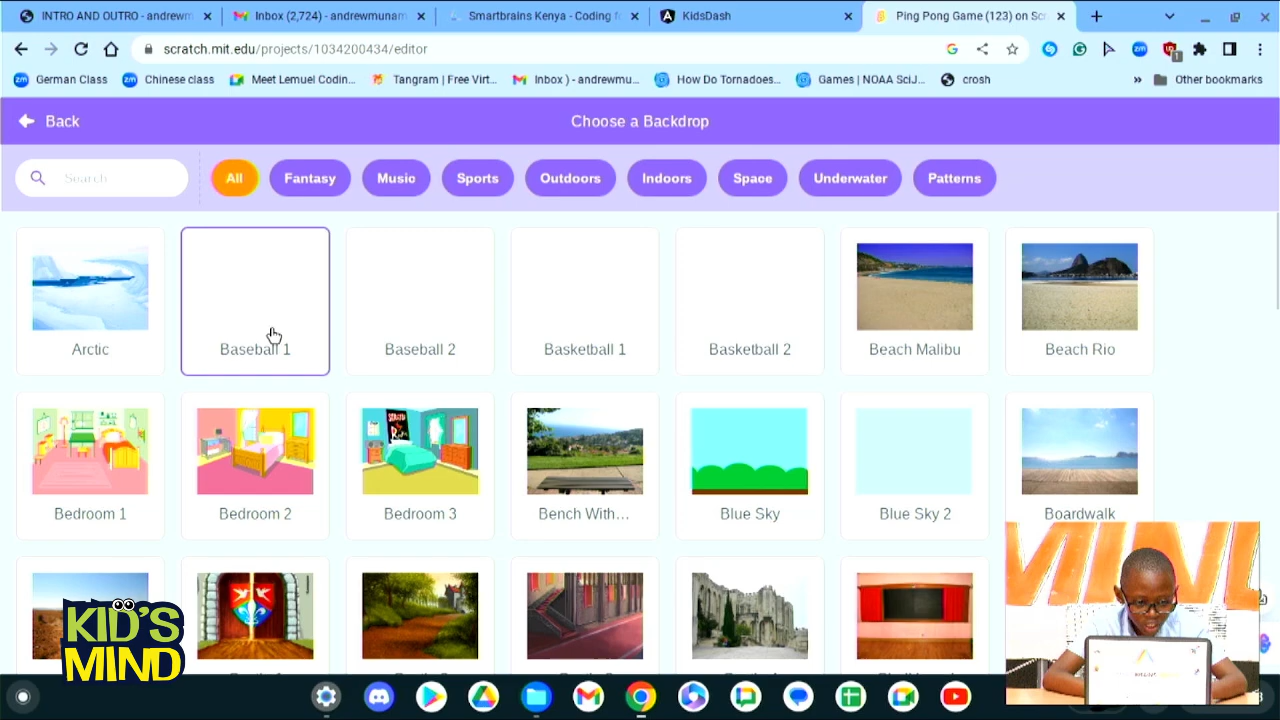 INTRO AND OUTRO - andrewm
Inbox (2,724) - andrewmunam
Smartbrains Kenya - Coding fo
KidsDash
Ping Pong Game (123) on Scr
scratch.mit.edu/projects/1034200434/editor
German Class
Chinese class
Meet Lemuel Codin...
Tangram | Free Virt...
Inbox ) - andrewmu...
How Do Tornadoes...
Games | NOAA SciJ...
crosh
»
Other bookmarks
Back
Choose a Backdrop
Search
All
Fantasy
Music
Sports
Outdoors
Indoors
Space
Underwater
Patterns
Arctic
Baseball 1
Baseball 2
Basketball 1
Basketball 2
Beach Malibu
Beach Rio
Bedroom 1
Bedroom 2
Bedroom 3
Bench With...
Blue Sky
Blue Sky 2
Boardwalk
KID'S
MIND
MIND